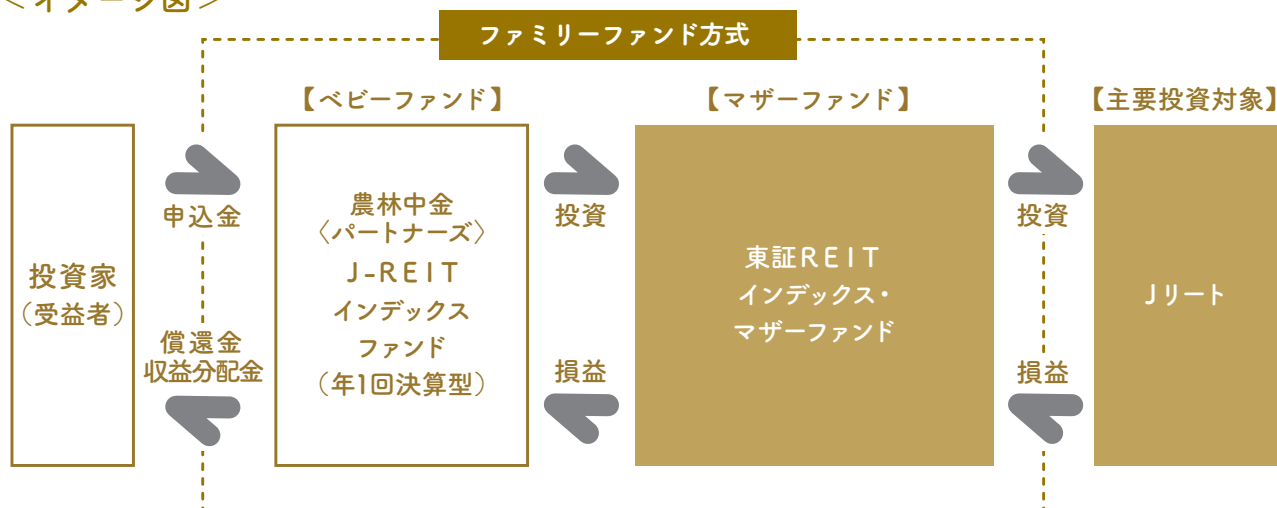 <イメージ図>
ファミリーファンド方式
【ベビーファンド】
【マザーファンド】
【主要投資対象】
投資家
(受益者)
申込金
償還金
収益分配金
農林中金
〈パートナーズ〉
J-REIT
インデックス
ファンド
(年1回決算型)
投資
損益
東証REIT
インデックス・
マザーファンド
投資
損益
Jリート